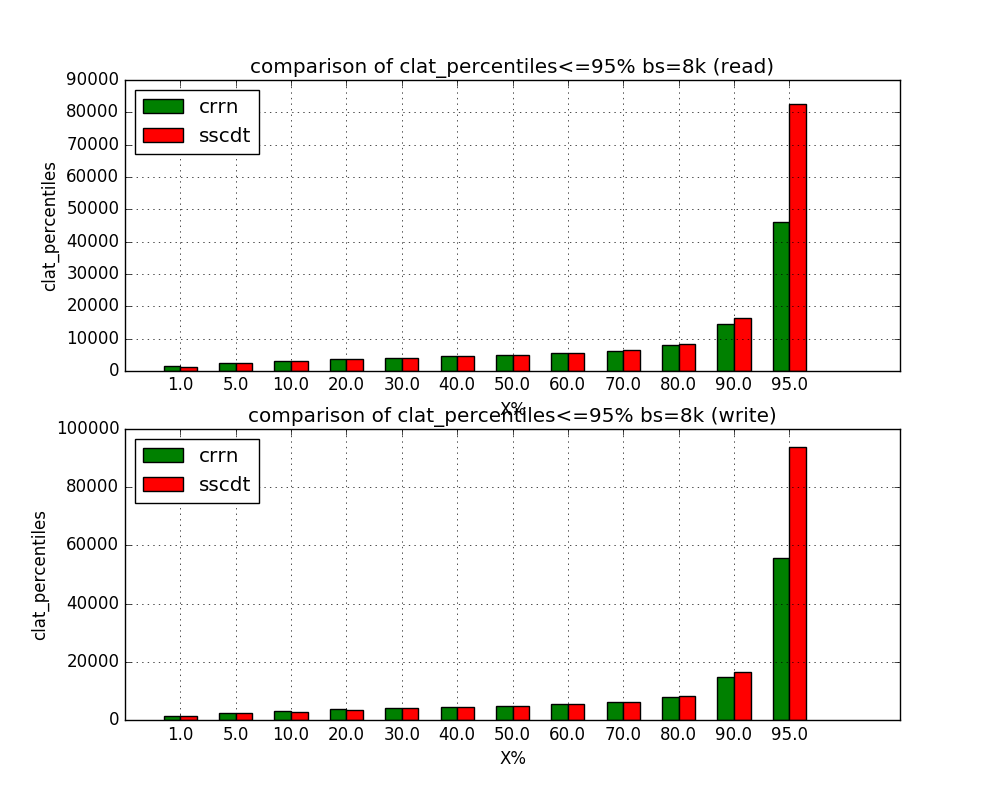 comparison of clat_percentiles<=95% bs=8k (read)
90000
80000
70000
60000
50000
40000
30000
20000
10000
0
clat_percentiles
crrn
sscdt
1.0 5.0 10.0 20.0 30.0 40.0 50.0 60.0 70.0 80.0 90.0 95.0
X%
comparison of clat_percentiles<=95% bs=8k (write)
100000
80000
60000
40000
20000
0
clat_percentiles
crrn
sscdt
1.0 5.0 10.0 20.0 30.0 40.0 50.0 60.0 70.0 80.0 90.0 95.0
X%